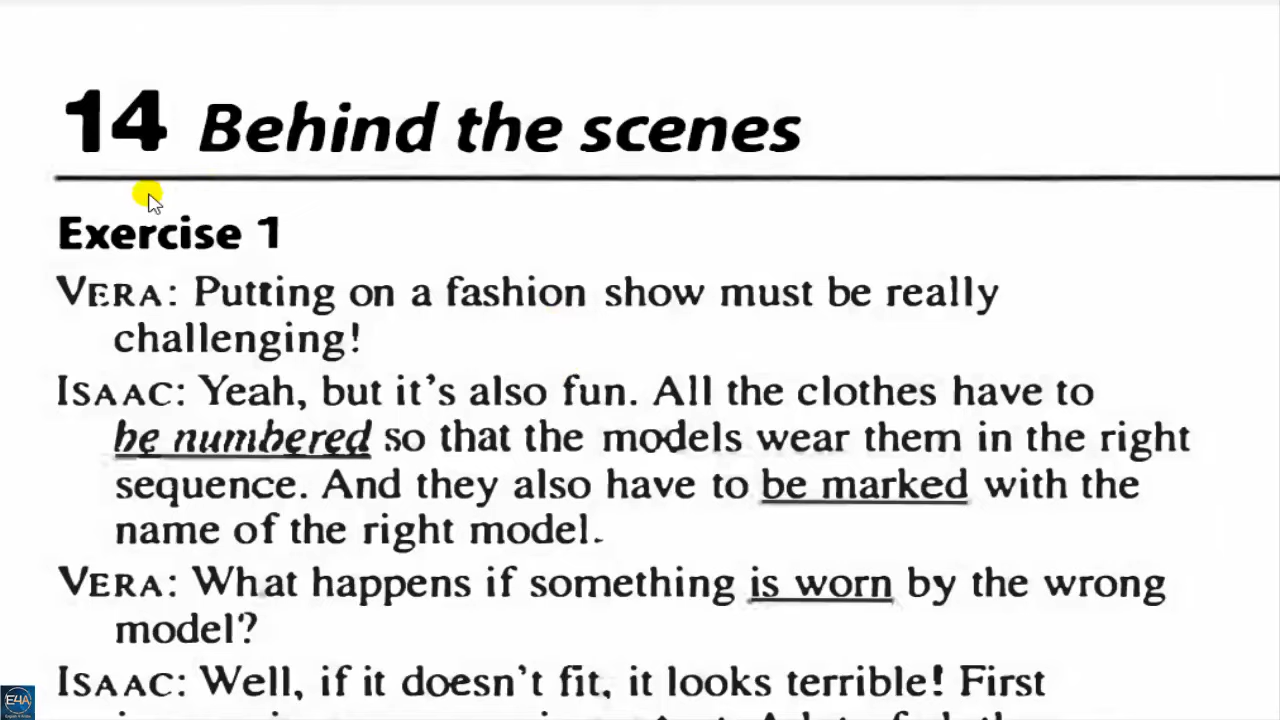 14 Behind the scenes
Exercise 1
VERA: Putting on a fashion show must be really
challenging!
ISAAC: Yeah, but it's also fun. All the clothes have to
be numbered so that the models wear them in the right
sequence. And they also have to be marked with the
name of the right model.
VERA: What happens if something is worn by the wrong
model?
ISAAC: Well, if it doesn't fit, it looks terrible! First
E4A